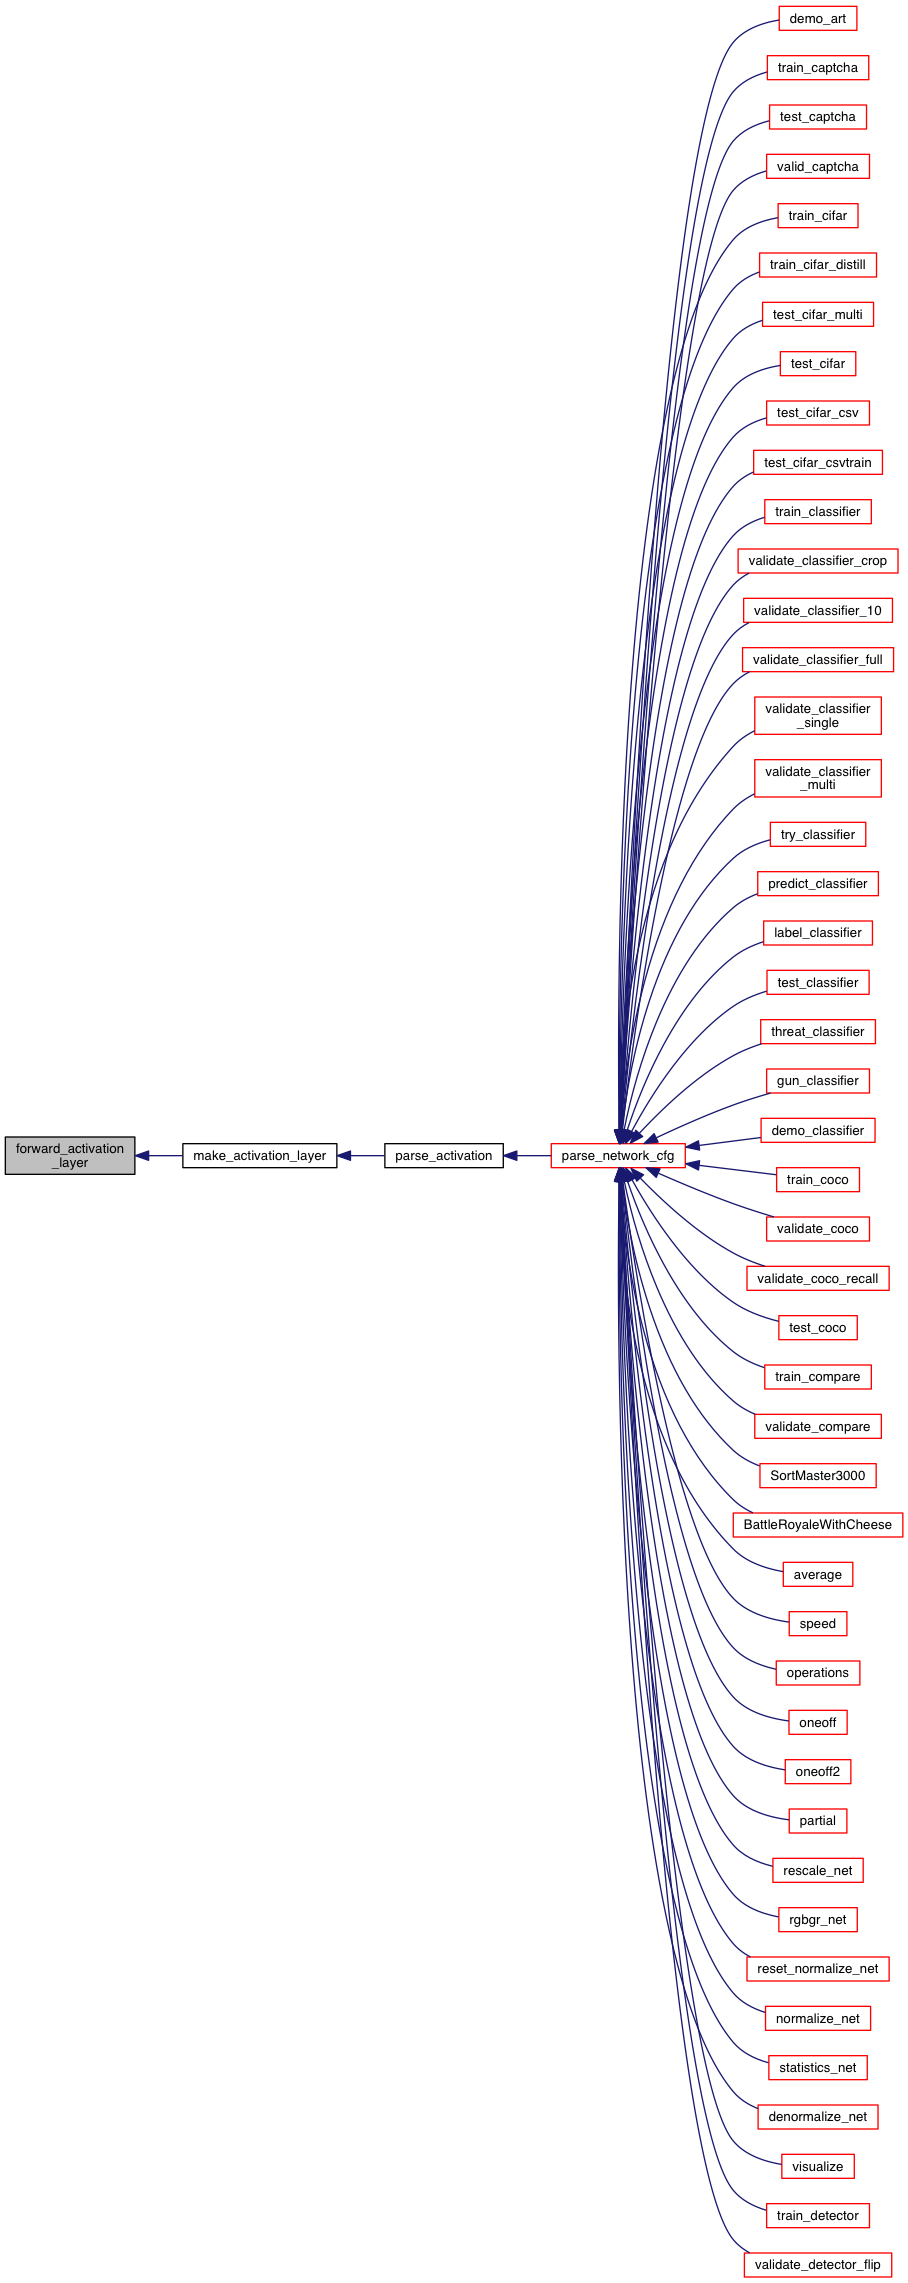 demo_art
train_captcha
test_captcha
valid_captcha
train_cifar
train_cifar_distill
test_cifar_multi
test_cifar
test_cifar_csv
test_cifar_csvtrain
train_classifier
validate_classifier_crop
validate_classifier_10
validate_classifier_full
validate_classifier
_single
validate_classifier
_multi
try_classifier
predict_classifier
label_classifier
test_classifier
threat_classifier
gun_classifier
demo_classifier
forward_activation
_layer
make_activation_layer
parse_activation
parse_network_cfg
train_coco
validate_coco
validate_coco_recall
test_coco
train_compare
validate_compare
SortMaster3000
BattleRoyaleWithCheese
average
speed
operations
oneoff
oneoff2
partial
rescale_net
rgbgr_net
reset_normalize_net
normalize_net
statistics_net
denormalize_net
visualize
train_detector
validate_detector_flip